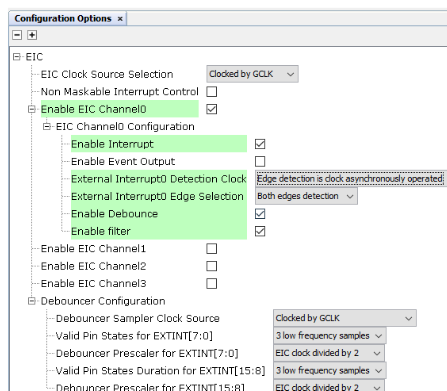 Configuration Options ×
EIC
EIC Clock Source Selection Clocked by GCLK
Non Maskable Interrupt Control
Enable EIC Channel0
EIC Channel0 Configuration
Enable Interrupt
Enable Event Output
External Interrupt0 Detection Clock Edge detection is clock asynchronously operated
External Interrupt0 Edge Selection Both edges detection
Enable Debounce
Enable filter
Enable EIC Channel1
Enable EIC Channel2
Enable EIC Channel3
Debouncer Configuration
Debouncer Sampler Clock Source Clocked by GCLK
Valid Pin States for EXTINT[7:0] 3 low frequency samples
Debouncer Prescaler for EXTINT[7:0] EIC clock divided by 2
Valid Pin States Duration for EXTINT[15:8] 3 low frequency samples
Debouncer Prescaler for EXTINT[15:8] EIC clock divided by 2